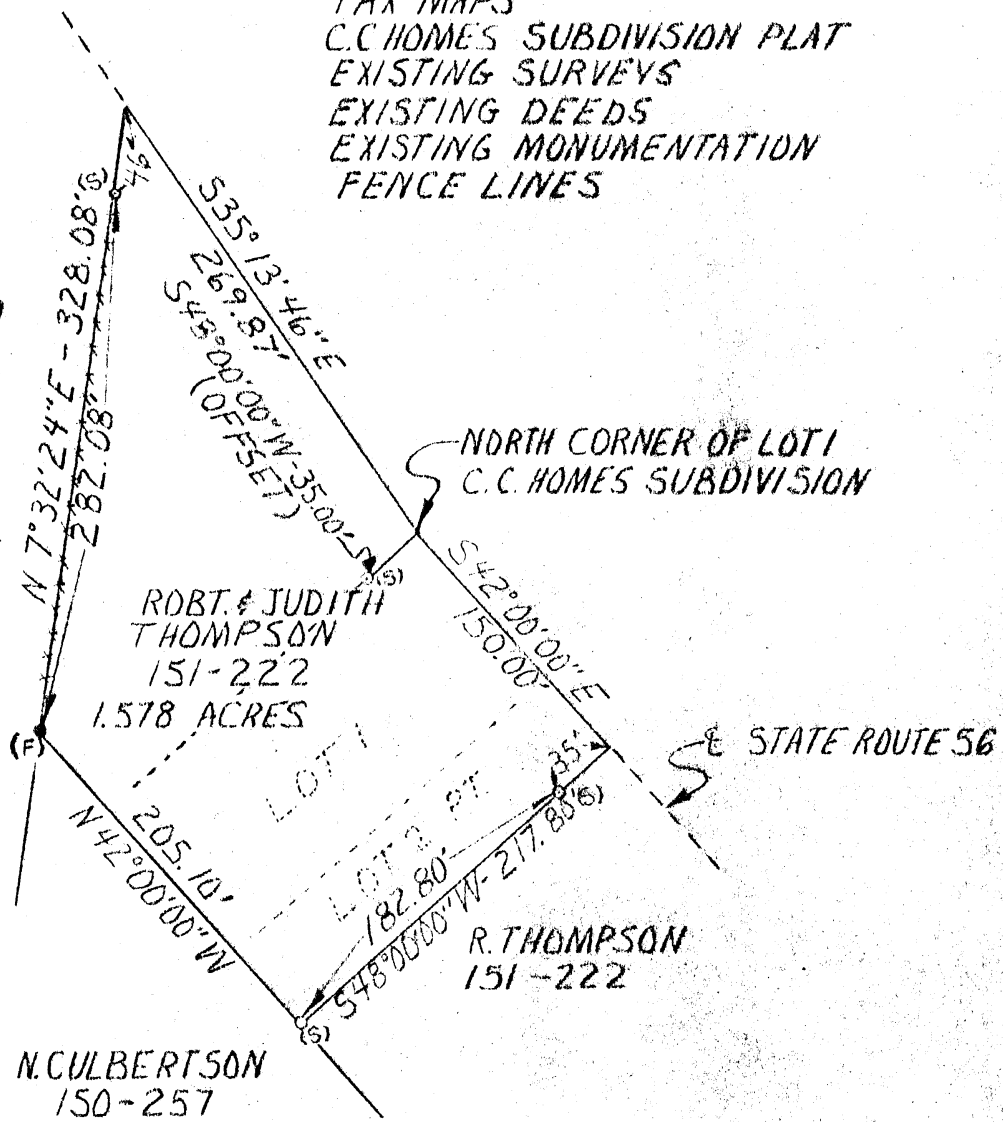 TAX MAPS
C.C HOMES SUBDIVISION PLAT
EXISTING SURVEYS
EXISTING DEEDS
EXISTING MONUMENTATION
FENCE LINES
46'
(S)
N 7°32'24"E - 328.08'
282.08'
S35°13'46"E
269.87'
S48°00'00"W-35.00'
(OFFSET)
(S)
NORTH CORNER OF LOT 1
C.C. HOMES SUBDIVISION
S42°00'00"E
150.00'
ROBT. & JUDITH
THOMPSON
151-222
1.578 ACRES
(F)
LOT 1
LOT 2 PT.
35'
(S)
℄ STATE ROUTE 56
205.10'
N42°00'00"W
182.80'
S48°00'00"W-217.80'
R. THOMPSON
151-222
(S)
N. CULBERTSON
150-257